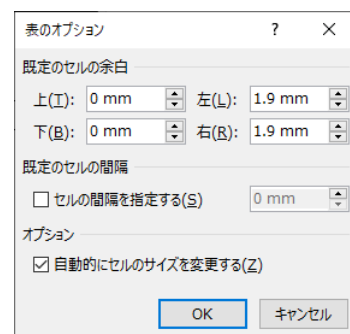 表のオプション ? ×
既定のセルの余白
上(T): 0 mm 左(L): 1.9 mm
下(B): 0 mm 右(R): 1.9 mm
既定のセルの間隔
セルの間隔を指定する(S) 0 mm
オプション
自動的にセルのサイズを変更する(Z)
OK キャンセル